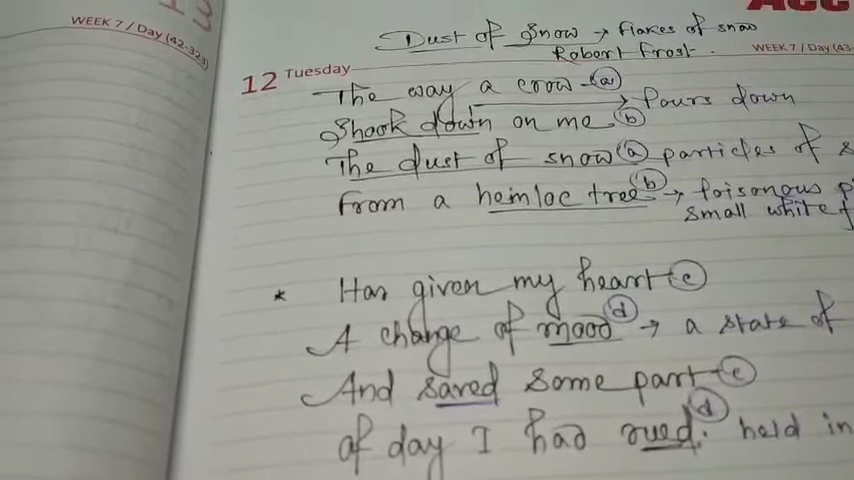 13
WEEK 7 / Day (42-323)
ACC
Dust of Snow → flakes of snow
Robert Frost.
WEEK 7 / Day (43-
12 Tuesday
The way a crow - (a)
Shook down on me (b) → Pours down
The dust of snow (a) particles of s
From a hemloc tree. (b) → Poisonous p
small white f
* Has given my heart (c)
A change of mood (d) → a state of
And saved some part (c)
of day I had rued. (d) held in